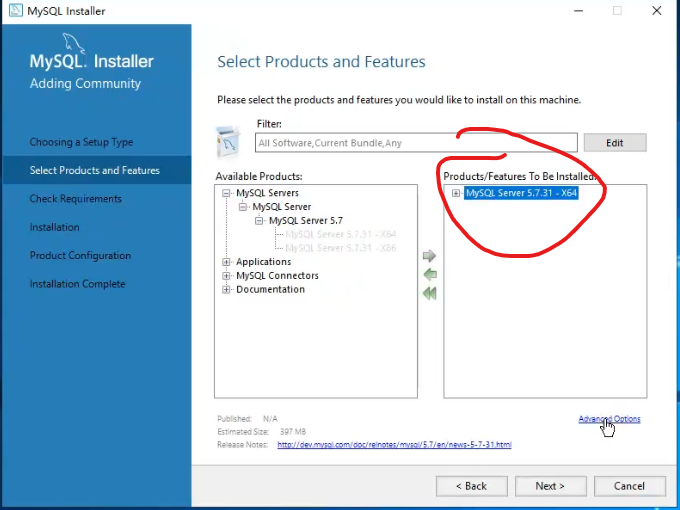 MySQL Installer
MySQL. Installer
Adding Community
Choosing a Setup Type
Select Products and Features
Check Requirements
Installation
Product Configuration
Installation Complete
Select Products and Features
Please select the products and features you would like to install on this machine.
Filter:
All Software,Current Bundle,Any
Edit
Available Products:
MySQL Servers
MySQL Server
MySQL Server 5.7
MySQL Server 5.7.31 - X64
MySQL Server 5.7.31 - X86
Applications
MySQL Connectors
Documentation
Products/Features To Be Installed:
MySQL Server 5.7.31 - X64
Published: N/A
Estimated Size: 397 MB
Release Notes: http://dev.mysql.com/doc/relnotes/mysql/5.7/en/news-5-7-31.html
Advanced Options
< Back
Next >
Cancel